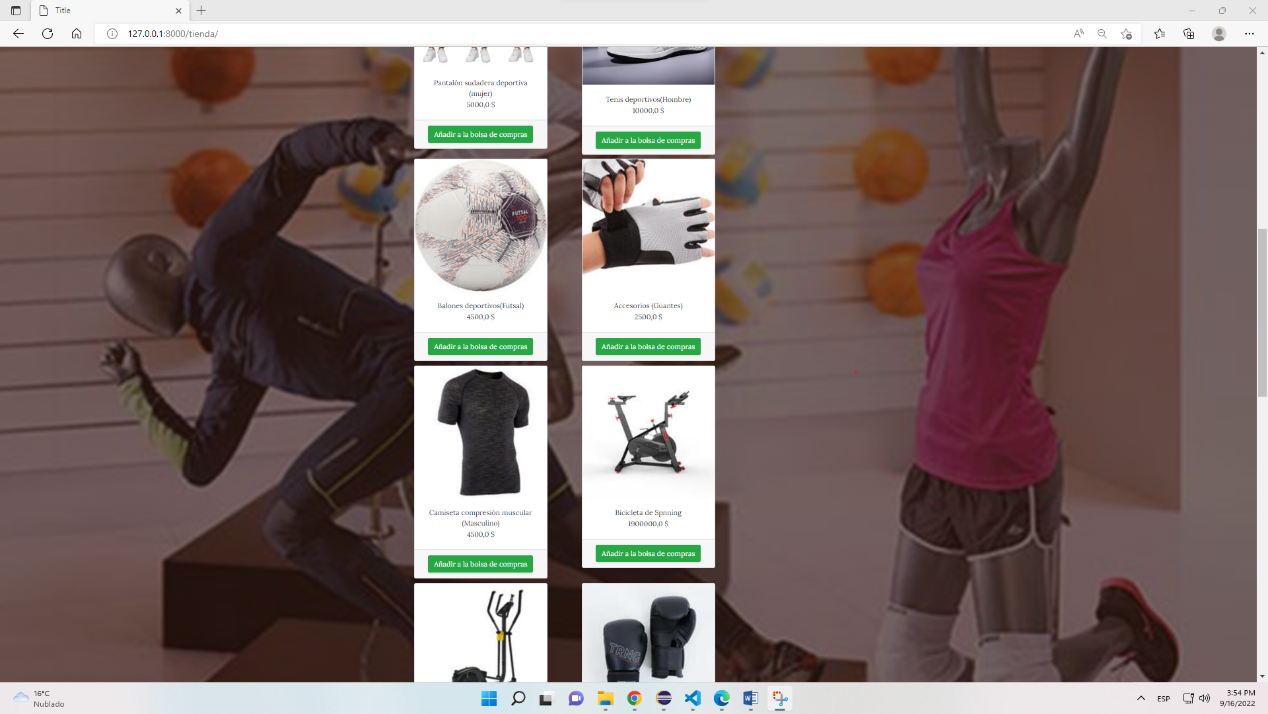 Title
127.0.0.1:8000/tienda/
Pantalón sudadera deportiva
(mujer)
5000,0 $
Añadir a la bolsa de compras
Tenis deportivos(Hombre)
10000,0 $
Añadir a la bolsa de compras
FUTSAL
Balones deportivos(Futsal)
4500,0 $
Añadir a la bolsa de compras
Accesorios (Guantes)
2500,0 $
Añadir a la bolsa de compras
Camiseta compresión muscular
(Masculino)
4500,0 $
Añadir a la bolsa de compras
Bicicleta de Spnning
1900000,0 $
Añadir a la bolsa de compras
16°C
Nublado
ESP
3:54 PM
9/16/2022